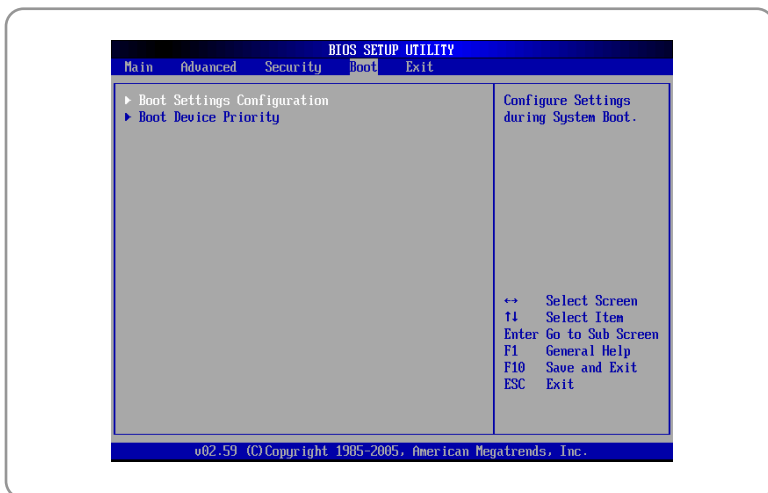 BIOS SETUP UTILITY
Main Advanced Security Boot Exit
Boot Settings Configuration
Boot Device Priority
Configure Settings
during System Boot.
↔ Select Screen
↑↓ Select Item
Enter Go to Sub Screen
F1 General Help
F10 Save and Exit
ESC Exit
v02.59 (C)Copyright 1985-2005, American Megatrends, Inc.